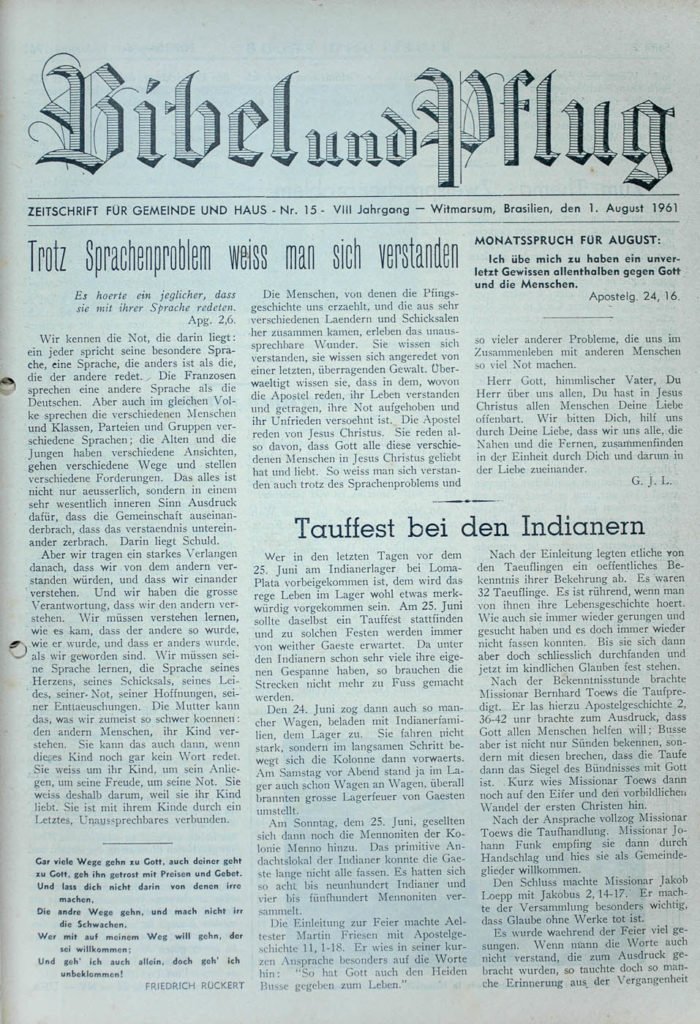 Bibel und Pflug
ZEITSCHRIFT FÜR GEMEINDE UND HAUS - Nr. 15 - VIII Jahrgang — Witmarsum, Brasilien, den 1. August 1961
Trotz Sprachenproblem weiss man sich verstanden
Es hoerte ein jeglicher, dass
sie mit ihrer Sprache redeten.
Apg. 2,6.
Wir kennen die Not, die darin liegt:
ein jeder spricht seine besondere Spra-
che, eine Sprache, die anders ist als die,
die der andere redet. Die Franzosen
sprechen eine andere Sprache als die
Deutschen. Aber auch im gleichen Vol-
ke sprechen die verschiedenen Menschen
und Klassen, Parteien und Gruppen ver-
schiedene Sprachen; die Alten und die
Jungen haben verschiedene Ansichten,
gehen verschiedene Wege und stellen
verschiedene Forderungen. Das alles ist
nicht nur aeusserlich, sondern in einem
sehr wesentlich inneren Sinn Ausdruck
dafür, dass die Gemeinschaft auseinan-
derbrach, dass das verstaendnis unterein-
ander zerbrach. Darin liegt Schuld.
Aber wir tragen ein starkes Verlangen
danach, dass wir von dem andern ver-
standen würden, und dass wir einander
verstehen. Und wir haben die grosse
Verantwortung, dass wir den andern ver-
stehen. Wir müssen verstehen lernen,
wie es kam, dass der andere so wurde,
wie er wurde, und dass er anders wurde,
als wir geworden sind. Wir müssen sei-
ne Sprache lernen, die Sprache seines
Herzens, seines Schicksals, seines Lei-
des, seiner Not, seiner Hoffnungen, sei-
ner Enttaeuschungen. Die Mutter kann
das, was wir zumeist so schwer koennen:
den andern Menschen, ihr Kind ver-
stehen. Sie kann das auch dann, wenn
dieses Kind noch gar kein Wort redet.
Sie weiss um ihr Kind, um sein Anlie-
gen, um seine Freude, um seine Not. Sie
weiss deshalb darum, weil sie ihr Kind
liebt. Sie ist mit ihrem Kinde durch ein
Letztes, Unaussprechbares verbunden.
Gar viele Wege gehn zu Gott, auch deiner geht
zu Gott, geh ihn getrost mit Preisen und Gebet.
Und lass dich nicht darin von denen irre
machen,
Die andre Wege gehn, und mach nicht irr
die Schwachen.
Wer mit auf meinem Weg will gehn, der
sei willkommen;
Und geh' ich auch allein, doch geh' ich
unbeklommen!
FRIEDRICH RÜCKERT
Die Menschen, von denen die Pfings-
geschichte uns erzaehlt, und die aus sehr
verschiedenen Laendern und Schicksalen
her zusammen kamen, erleben das unaus-
sprechbare Wunder. Sie wissen sich
verstanden, sie wissen sich angeredet von
einer letzten, überragenden Gewalt. Über-
waeltigt wissen sie, dass in dem, wovon
die Apostel reden, ihr Leben verstanden
und getragen, ihre Not aufgehoben und
ihr Unfrieden versoehnt ist. Die Apostel
reden von Jesus Christus. Sie reden al-
so davon, dass Gott alle diese verschie-
denen Menschen in Jesus Christus geliebt
hat und liebt. So weiss man sich verstan-
den auch trotz des Sprachenproblems und
MONATSSPRUCH FÜR AUGUST:
Ich übe mich zu haben ein unver-
letzt Gewissen allenthalben gegen Gott
und die Menschen.
Apostelg. 24, 16.
so vieler anderer Probleme, die uns im
Zusammenleben mit anderen Menschen
so viel Not machen.
Herr Gott, himmlischer Vater, Du
Herr über uns allen, Du hast in Jesus
Christus allen Menschen Deine Liebe
offenbart. Wir bitten Dich, hilf uns
durch Deine Liebe, dass wir uns alle, die
Nahen und die Fernen, zusammenfinden
in der Einheit durch Dich und darum in
der Liebe zueinander.
G. J. L.
Tauffest bei den Indianern
Wer in den letzten Tagen vor dem
25. Juni am Indianerlager bei Loma-
Plata vorbeigekommen ist, dem wird das
rege Leben im Lager wohl etwas merk-
würdig vorgekommen sein. Am 25. Juni
sollte daselbst ein Tauffest stattfinden
und zu solchen Festen werden immer
von weither Gaeste erwartet. Da unter
den Indianern schon sehr viele ihre eige-
nen Gespanne haben, so brauchen die
Strecken nicht mehr zu Fuss gemacht
werden.
Den 24. Juni zog dann auch so man-
cher Wagen, beladen mit Indianerfami-
lien, dem Lager zu. Sie fahren nicht
stark, sondern im langsamen Schritt be-
wegt sich die Kolonne dann vorwaerts.
Am Samstag vor Abend stand ja im La-
ger auch schon Wagen an Wagen, überall
brannten grosse Lagerfeuer von Gaesten
umstellt.
Am Sonntag, dem 25. Juni, gesellten
sich dann noch die Mennoniten der Ko-
lonie Menno hinzu. Das primitive An-
dachtslokal der Indianer konnte die Gae-
ste lange nicht alle fassen. Es hatten sich
so acht bis neunhundert Indianer und
vier bis fünfhundert Mennoniten ver-
sammelt.
Die Einleitung zur Feier machte Ael-
tester Martin Friesen mit Apostelge-
schichte 11, 1-18. Er wies in seiner kur-
zen Ansprache besonders auf die Worte
hin: "So hat Gott auch den Heiden
Busse gegeben zum Leben."
Nach der Einleitung legten etliche von
den Taeuflingen ein oeffentliches Be-
kenntnis ihrer Bekehrung ab. Es waren
32 Taeuflinge. Es ist rührend, wenn man
von ihnen ihre Lebensgeschichte hoert.
Wie auch sie immer wieder gerungen und
gesucht haben und es doch immer wieder
nicht fassen konnten. Bis sie sich dann
aber doch schliesslich durchfanden und
jetzt im kindlichen Glauben fest stehen.
Nach der Bekenntnisstunde brachte
Missionar Bernhard Toews die Taufpre-
digt. Er las hierzu Apostelgeschichte 2,
36-42 unr brachte zum Ausdruck, dass
Gott allen Menschen helfen will; Busse
aber ist nicht nur Sünden bekennen, son-
dern mit diesen brechen, dass die Taufe
dann das Siegel des Bündnisses mit Gott
ist. Kurz wies Missionar Toews dann
noch auf den Eifer und den vorbildlichen
Wandel der ersten Christen hin.
Nach der Ansprache vollzog Missionar
Toews die Taufhandlung. Missionar Jo-
hann Funk empfing sie dann durch
Handschlag und hies sie als Gemeinde-
glieder willkommen.
Den Schluss machte Missionar Jakob
Loepp mit Jakobus 2, 14-17. Er mach-
te der Versammlung besonders wichtig,
dass Glaube ohne Werke tot ist.
Es wurde waehrend der Feier viel ge-
sungen. Wenn mann die Worte auch
nicht verstand, die zum Ausdruck ge-
bracht wurden, so tauchte doch so man-
che Erinnerung aus der Vergangenheit